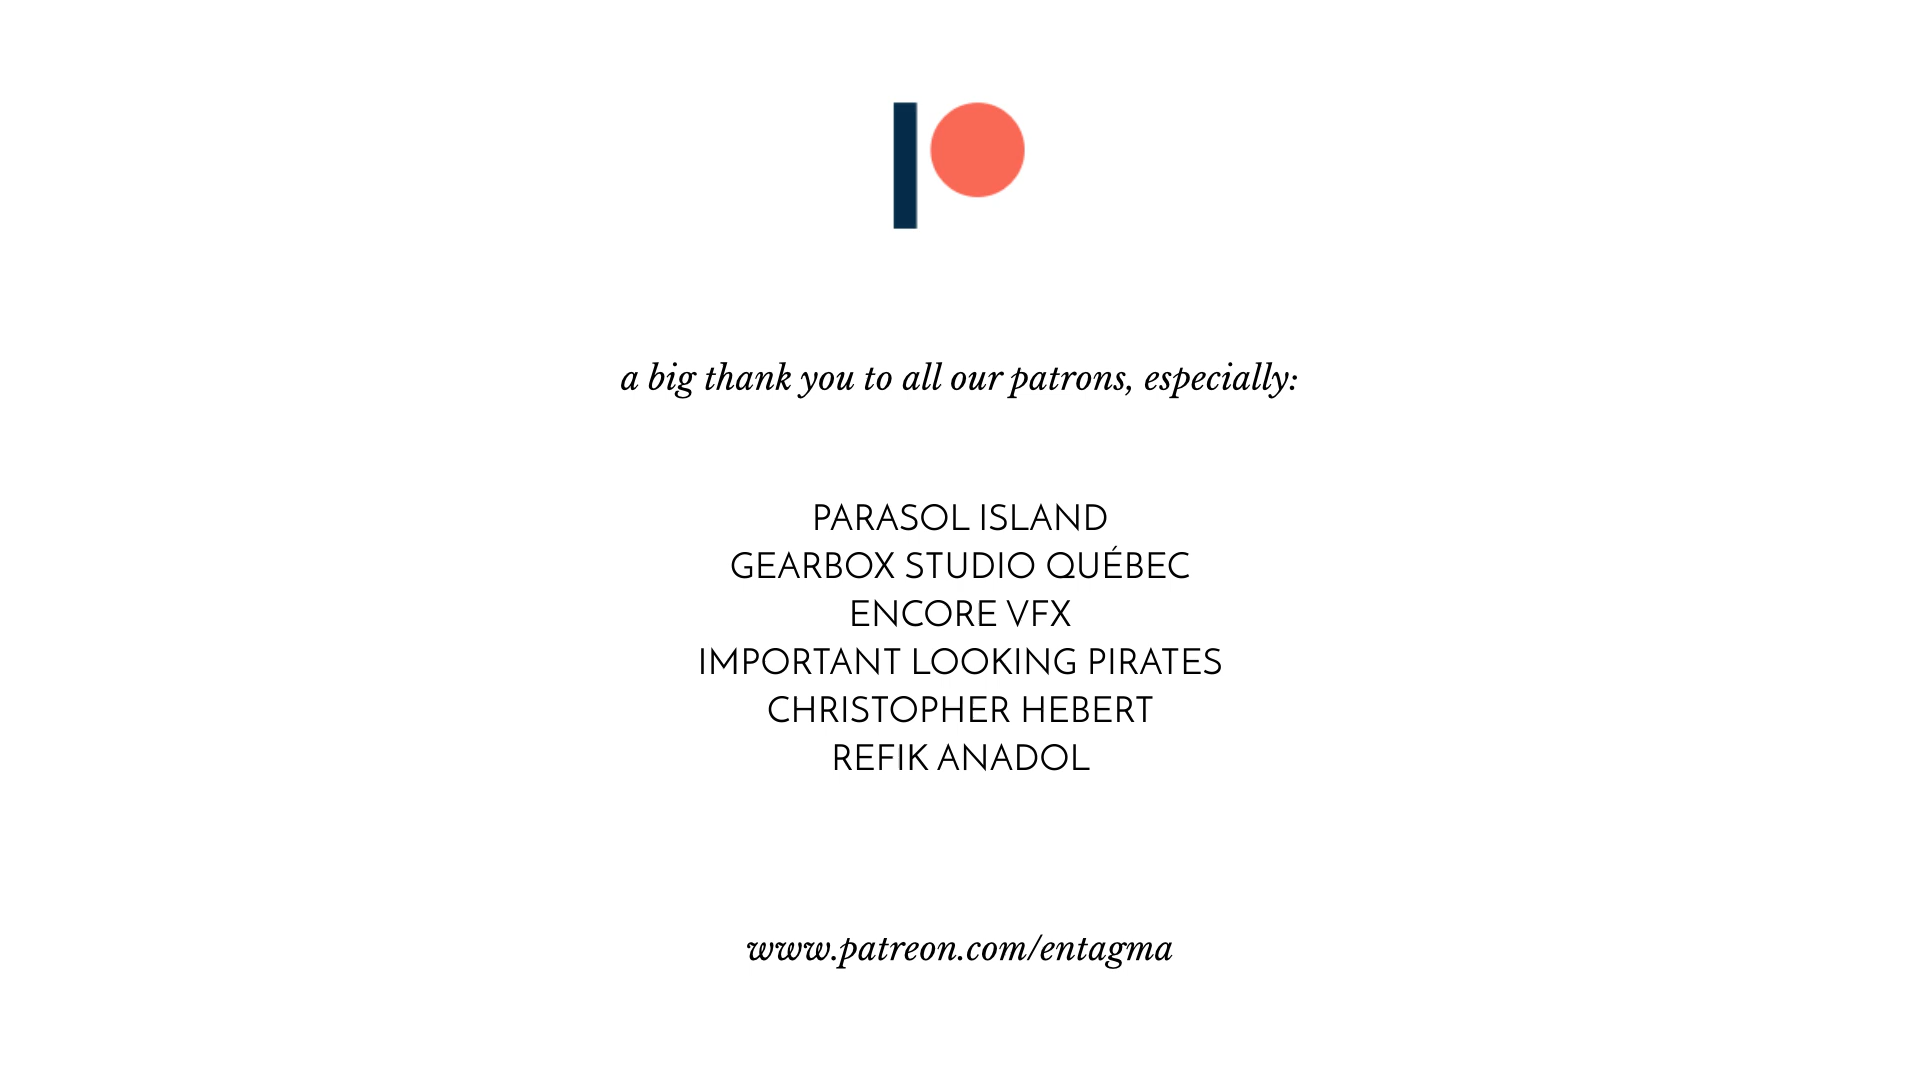 a big thank you to all our patrons, especially:
PARASOL ISLAND
GEARBOX STUDIO QUÉBEC
ENCORE VFX
IMPORTANT LOOKING PIRATES
CHRISTOPHER HEBERT
REFIK ANADOL
www.patreon.com/entagma